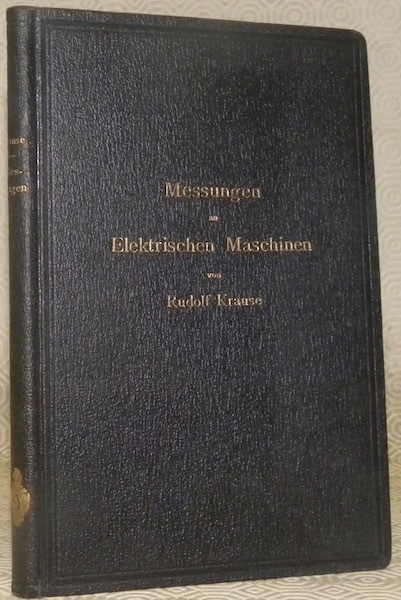 Messungen
an
Elektrischen Maschinen
von
Rudolf Krause